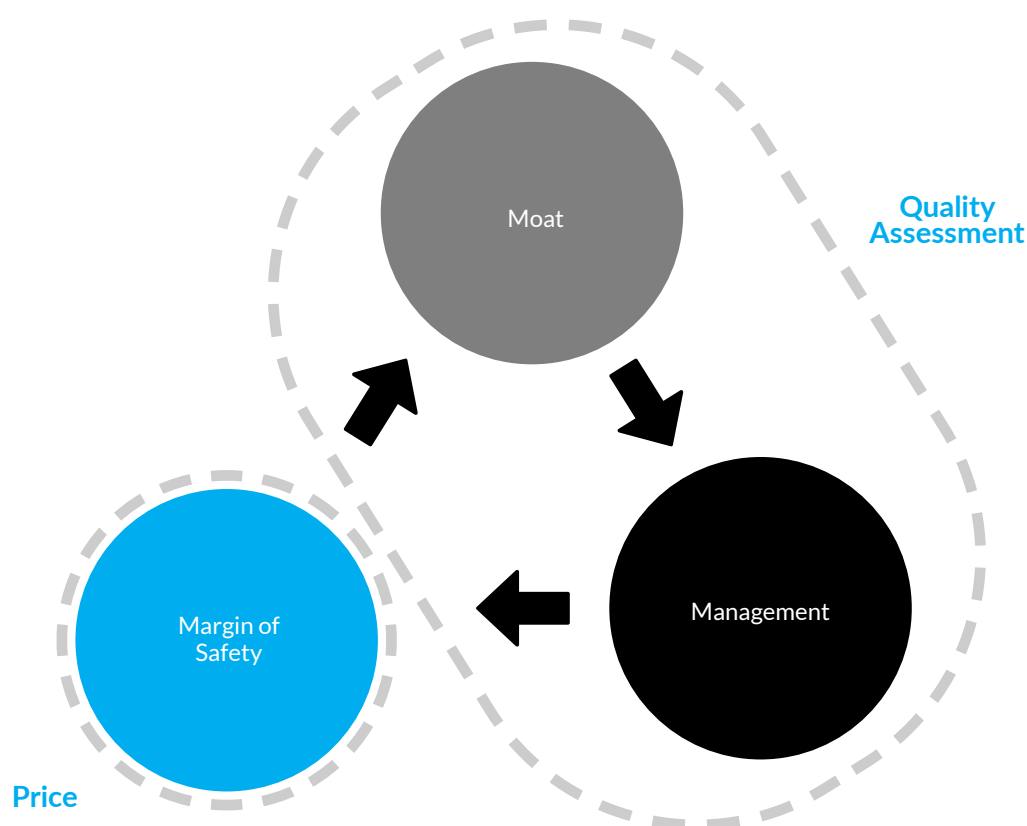 Moat
Quality
Assessment
Management
Margin of
Safety
Price